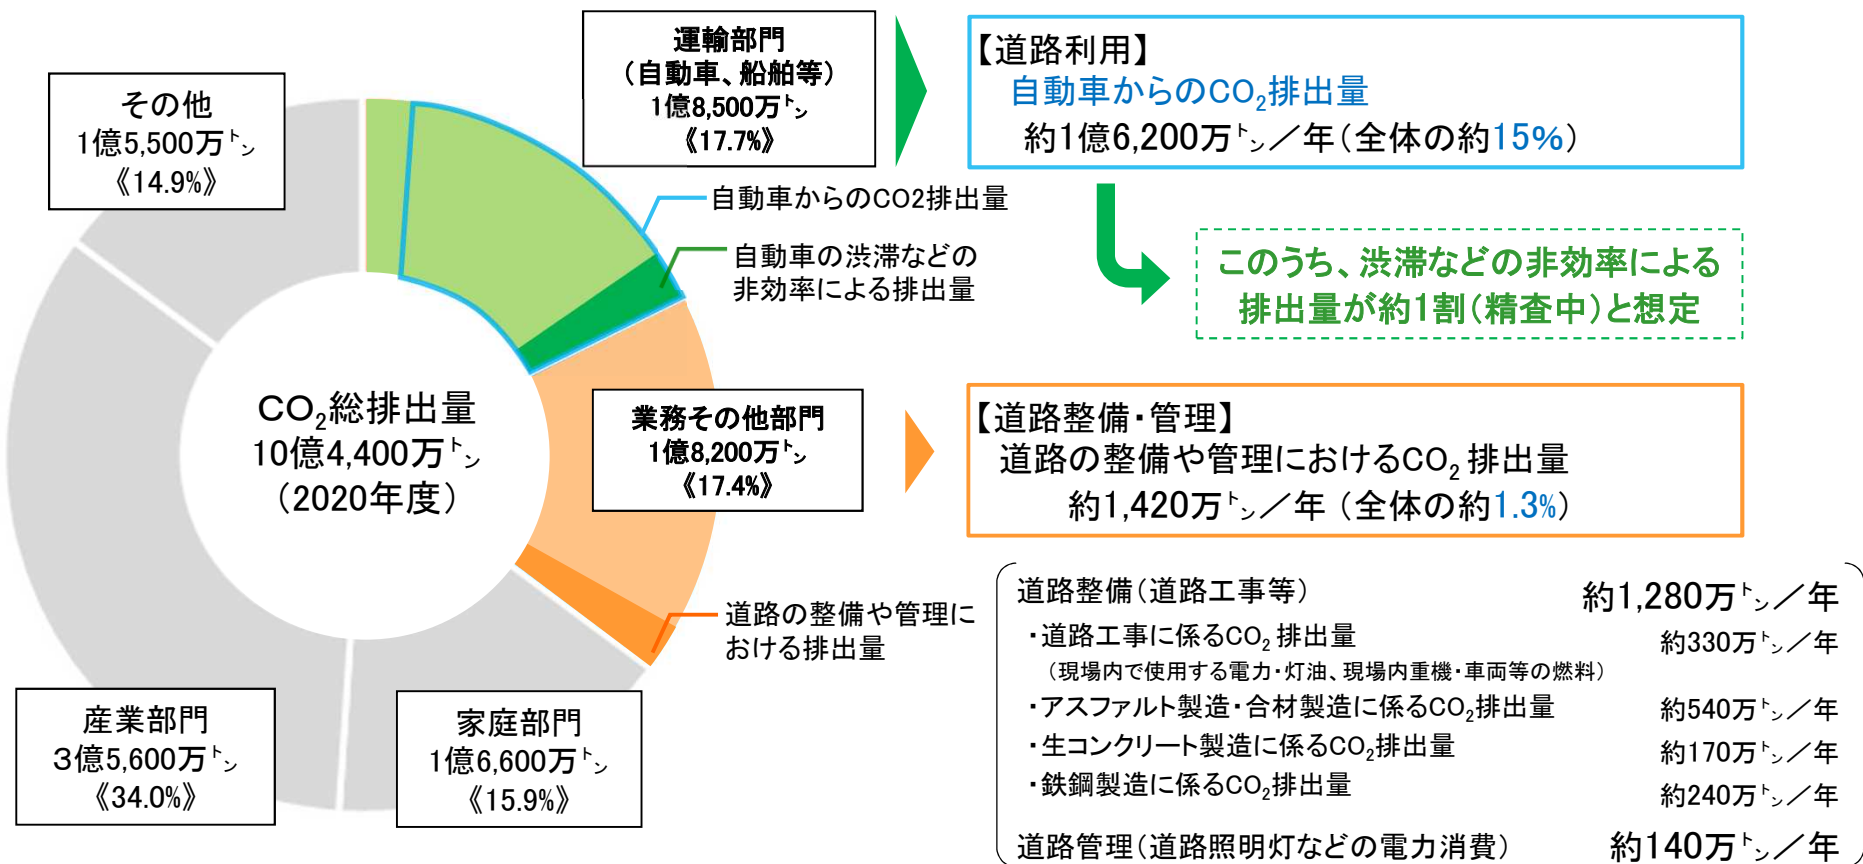 運輸部門
（自動車、船舶等）
1億8,500万㌧
《17.7%》
【道路利用】
自動車からのCO₂排出量
約1億6,200万㌧／年（全体の約15%）
その他
1億5,500万㌧
《14.9%》
自動車からのCO2排出量
自動車の渋滞などの
非効率による排出量
このうち、渋滞などの非効率による
排出量が約1割（精査中）と想定
CO₂総排出量
10億4,400万㌧
（2020年度）
業務その他部門
1億8,200万㌧
《17.4%》
【道路整備・管理】
道路の整備や管理におけるCO₂排出量
約1,420万㌧／年（全体の約1.3%）
道路の整備や管理に
おける排出量
産業部門
3億5,600万㌧
《34.0%》
家庭部門
1億6,600万㌧
《15.9%》
道路整備（道路工事等） 約1,280万㌧／年
・道路工事に係るCO₂排出量 約330万㌧／年
（現場内で使用する電力・灯油、現場内重機・車両等の燃料）
・アスファルト製造・合材製造に係るCO₂排出量 約540万㌧／年
・生コンクリート製造に係るCO₂排出量 約170万㌧／年
・鉄鋼製造に係るCO₂排出量 約240万㌧／年
道路管理（道路照明灯などの電力消費） 約140万㌧／年